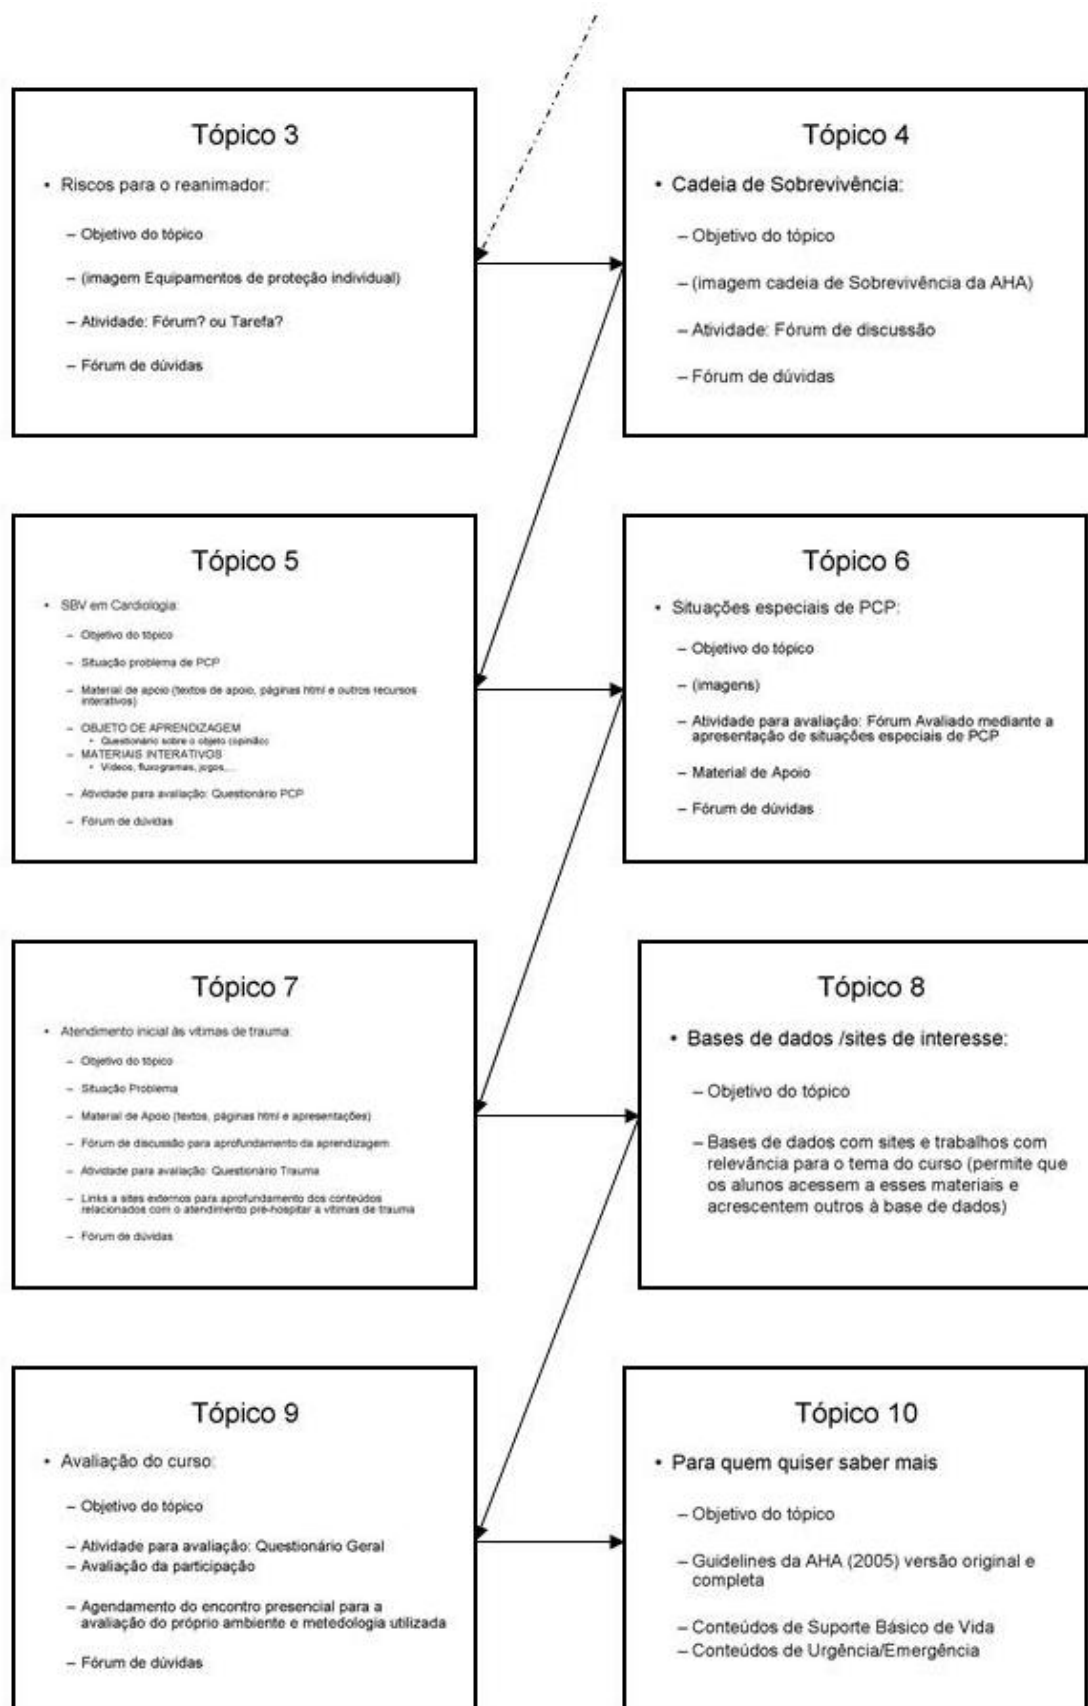 Tópico 3
• Riscos para o reanimador:
– Objetivo do tópico
– (imagem Equipamentos de proteção individual)
– Atividade: Fórum? ou Tarefa?
– Fórum de dúvidas
Tópico 4
• Cadeia de Sobrevivência:
– Objetivo do tópico
– (imagem cadeia de Sobrevivência da AHA)
– Atividade: Fórum de discussão
– Fórum de dúvidas
Tópico 5
• SBV em Cardiologia:
– Objetivo do tópico
– Situação problema de PCP
– Material de apoio (textos de apoio, páginas html e outros recursos
interativos)
– OBJETO DE APRENDIZAGEM
• Questionário sobre o objeto (opinião)
– MATERIAIS INTERATIVOS
• Vídeos, fluxogramas, jogos,...
– Atividade para avaliação: Questionário PCP
– Fórum de dúvidas
Tópico 6
• Situações especiais de PCP:
– Objetivo do tópico
– (imagens)
– Atividade para avaliação: Fórum Avaliado mediante a
apresentação de situações especiais de PCP
– Material de Apoio
– Fórum de dúvidas
Tópico 7
• Atendimento inicial às vítimas de trauma:
– Objetivo do tópico
– Situação Problema
– Material de Apoio (textos, páginas html e apresentações)
– Fórum de discussão para aprofundamento da aprendizagem
– Atividade para avaliação: Questionário Trauma
– Links a sites externos para aprofundamento dos conteúdos
relacionados com o atendimento pré-hospitar a vítimas de trauma
– Fórum de dúvidas
Tópico 8
• Bases de dados /sites de interesse:
– Objetivo do tópico
– Bases de dados com sites e trabalhos com
relevância para o tema do curso (permite que
os alunos acessem a esses materiais e
acrescentem outros à base de dados)
Tópico 9
• Avaliação do curso:
– Objetivo do tópico
– Atividade para avaliação: Questionário Geral
– Avaliação da participação
– Agendamento do encontro presencial para a
avaliação do próprio ambiente e metedologia utilizada
– Fórum de dúvidas
Tópico 10
• Para quem quiser saber mais
– Objetivo do tópico
– Guidelines da AHA (2005) versão original e
completa
– Conteúdos de Suporte Básico de Vida
– Conteúdos de Urgência/Emergência